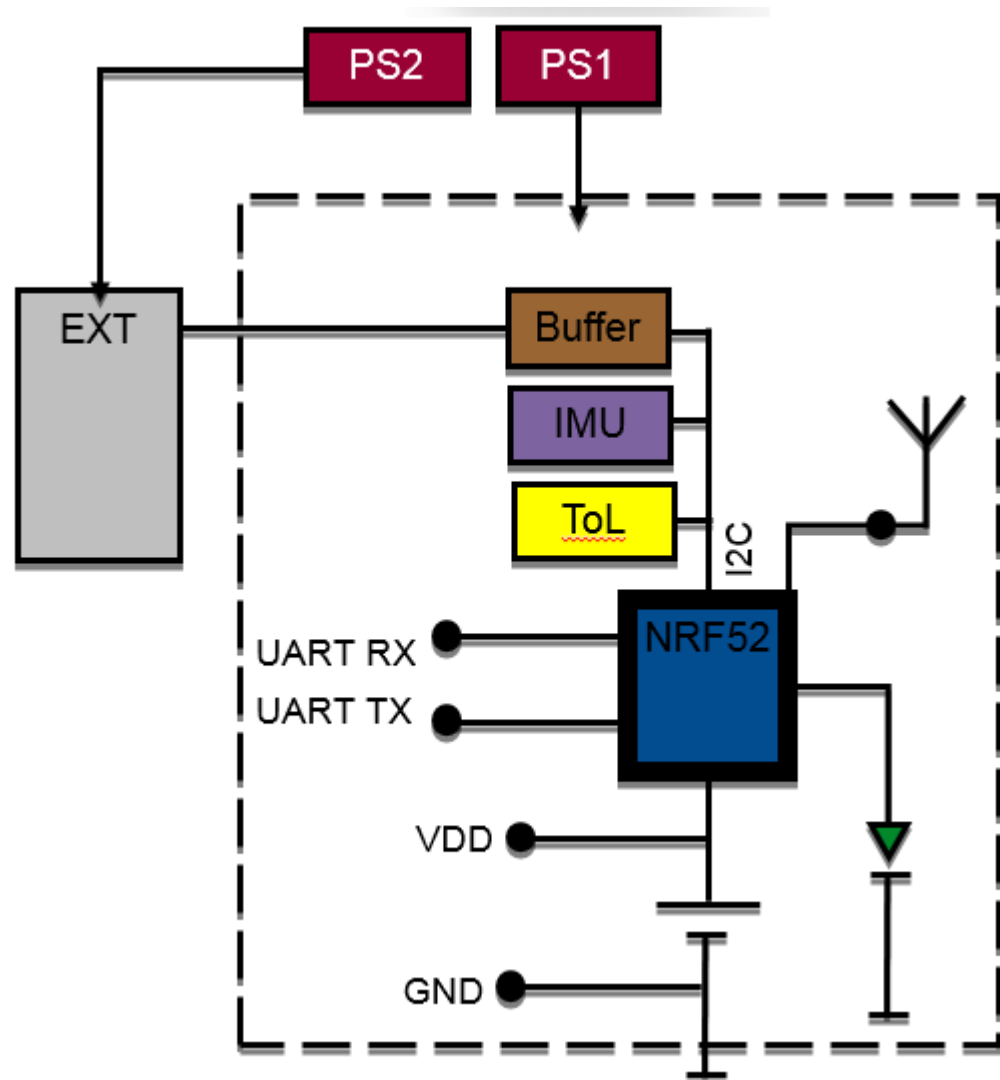 PS2
PS1
EXT
Buffer
IMU
ToL
I2C
NRF52
UART RX
UART TX
VDD
GND